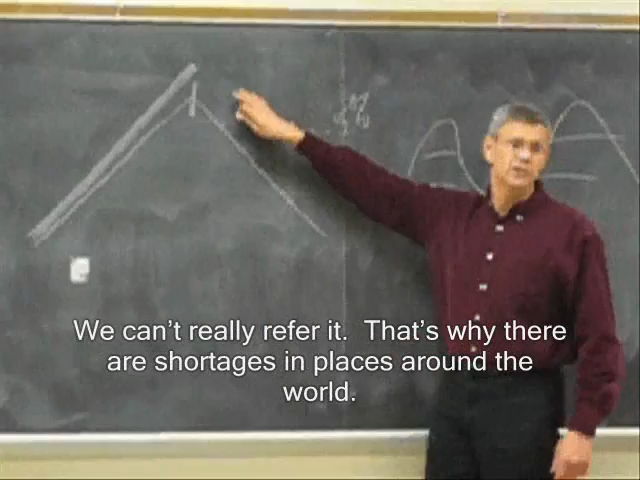 We can't really refer it.  That's why there
are shortages in places around the
world.